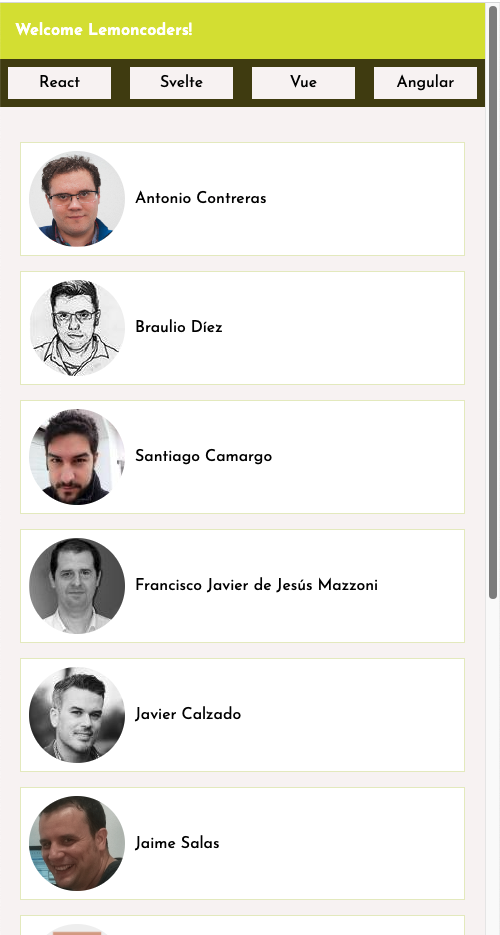 Welcome Lemoncoders!
React Svelte Vue Angular
Antonio Contreras
Braulio Díez
Santiago Camargo
Francisco Javier de Jesús Mazzoni
Javier Calzado
Jaime Salas